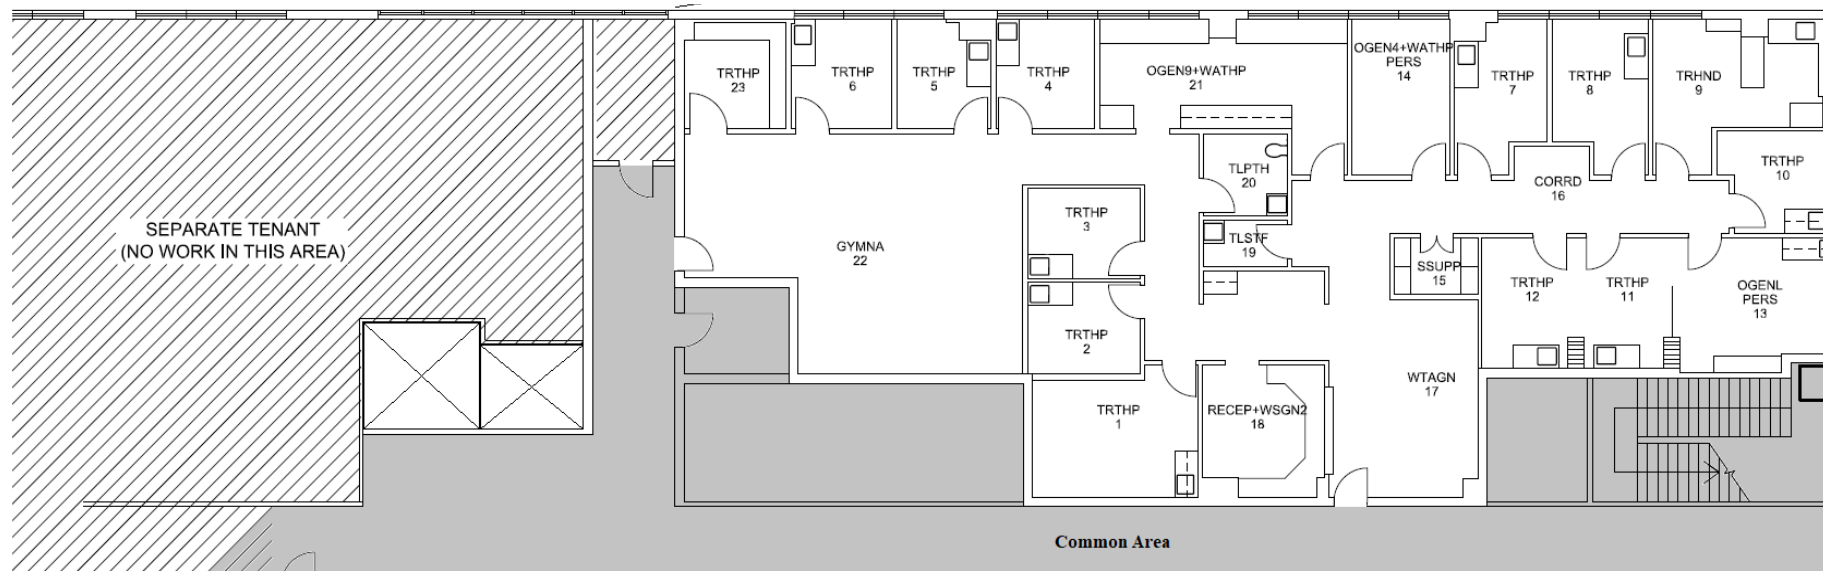 TRTHP
23
TRTHP
6
TRTHP
5
TRTHP
4
OGEN9+WATHP
21
OGEN4+WATHP
PERS
14
TRTHP
7
TRTHP
8
TRHND
9
TRTHP
10
TLPTH
20
CORRD
16
TRTHP
3
SEPARATE TENANT
(NO WORK IN THIS AREA)
GYMNA
22
TLSTF
19
SSUPP
15
TRTHP
12
TRTHP
11
OGENL
PERS
13
TRTHP
2
WTAGN
17
TRTHP
1
RECEP+WSGN2
18
Common Area